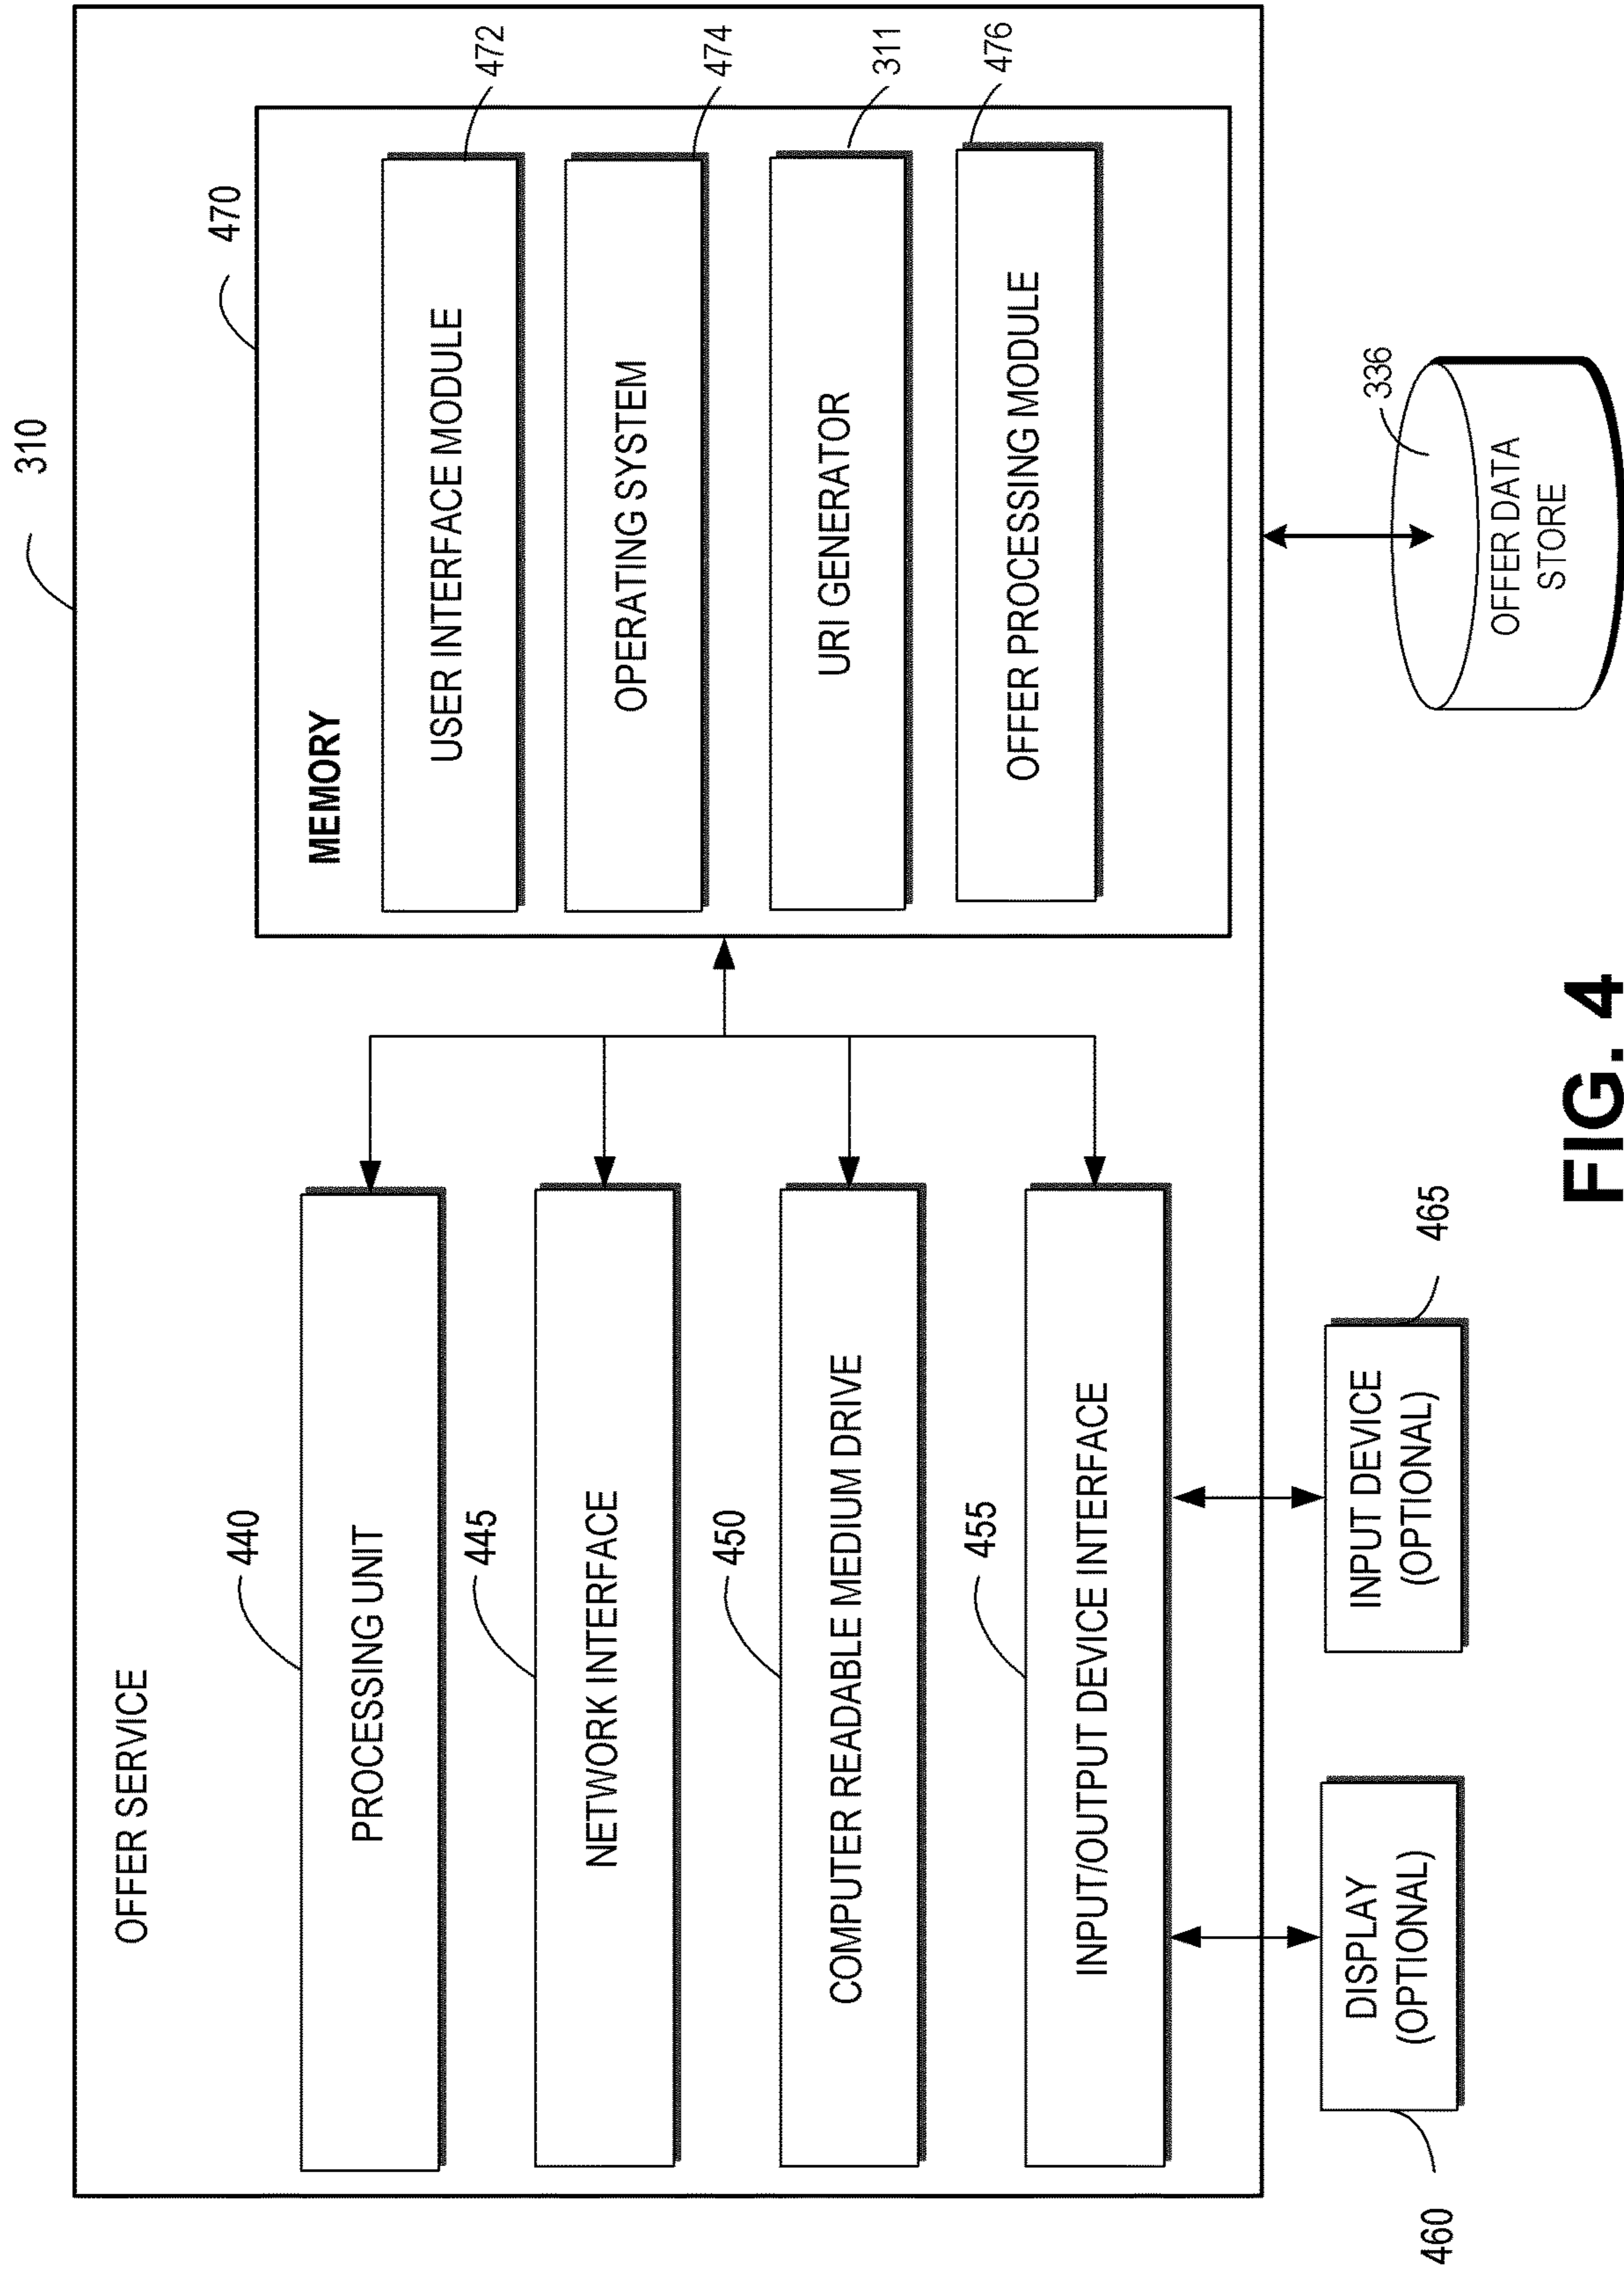 310
OFFER SERVICE
470
MEMORY
440
PROCESSING UNIT
472
USER INTERFACE MODULE
445
NETWORK INTERFACE
474
OPERATING SYSTEM
450
COMPUTER READABLE MEDIUM DRIVE
311
URI GENERATOR
455
INPUT/OUTPUT DEVICE INTERFACE
476
OFFER PROCESSING MODULE
460
DISPLAY
(OPTIONAL)
465
INPUT DEVICE
(OPTIONAL)
336
OFFER DATA
STORE
FIG. 4